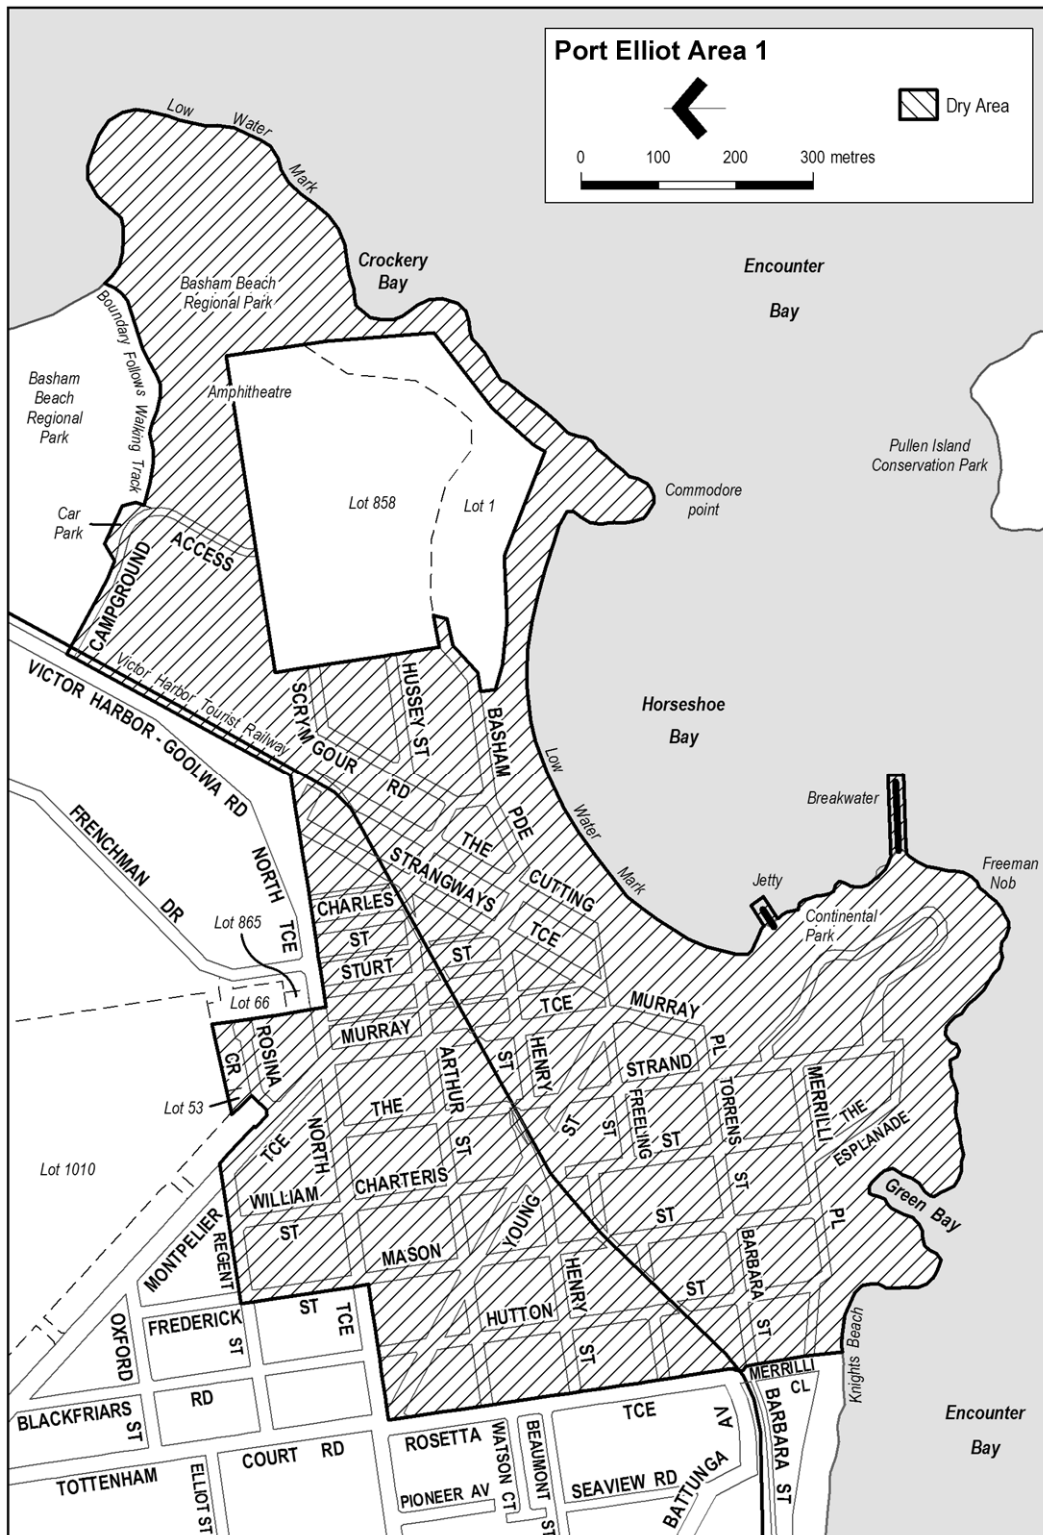 Port Elliot Area 1
Dry Area
0 100 200 300 metres
Low
Water
Mark
Crockery
Bay
Encounter
Bay
Basham Beach
Regional Park
Boundary Follows Walking Track
Basham
Beach
Regional
Park
Amphitheatre
Pullen Island
Conservation Park
Lot 858
Lot 1
Commodore
point
Car
Park
ACCESS
CAMPGROUND
Victor Harbor Tourist Railway
VICTOR HARBOR - GOOLWA RD
SCRYMGOUR
RD
HUSSEY ST
BASHAM
PDE
Horseshoe
Bay
Low
Water
Mark
Breakwater
Freeman
Nob
Jetty
Continental
Park
FRENCHMAN
DR
NORTH
TCE
THE
CUTTING
STRANGWAYS
TCE
CHARLES
ST
STURT
ST
Lot 865
Lot 66
MURRAY
TCE
MURRAY
PL
ROSINA
CR
Lot 53
ARTHUR
ST
HENRY
ST
STRAND
THE
ST
ST
FREELING
ST
TORRENS
ST
MERRILLI
PL
THE
ESPLANADE
Green Bay
Lot 1010
TCE
NORTH
CHARTERIS
ST
WILLIAM
ST
MONTPELIER
REGENT
ST
MASON
ST
YOUNG
HENRY
ST
HUTTON
BARBARA
ST
Knights Beach
OXFORD
ST
FREDERICK
ST
TCE
MERRILLI
CL
BLACKFRIARS
RD
BARBARA ST
Encounter
Bay
TOTTENHAM
COURT RD
ROSETTA
TCE
WATSON CT
BEAUMONT
ST
SEAVIEW RD
BATTUNGA
AV
ELLIOT ST
PIONEER AV